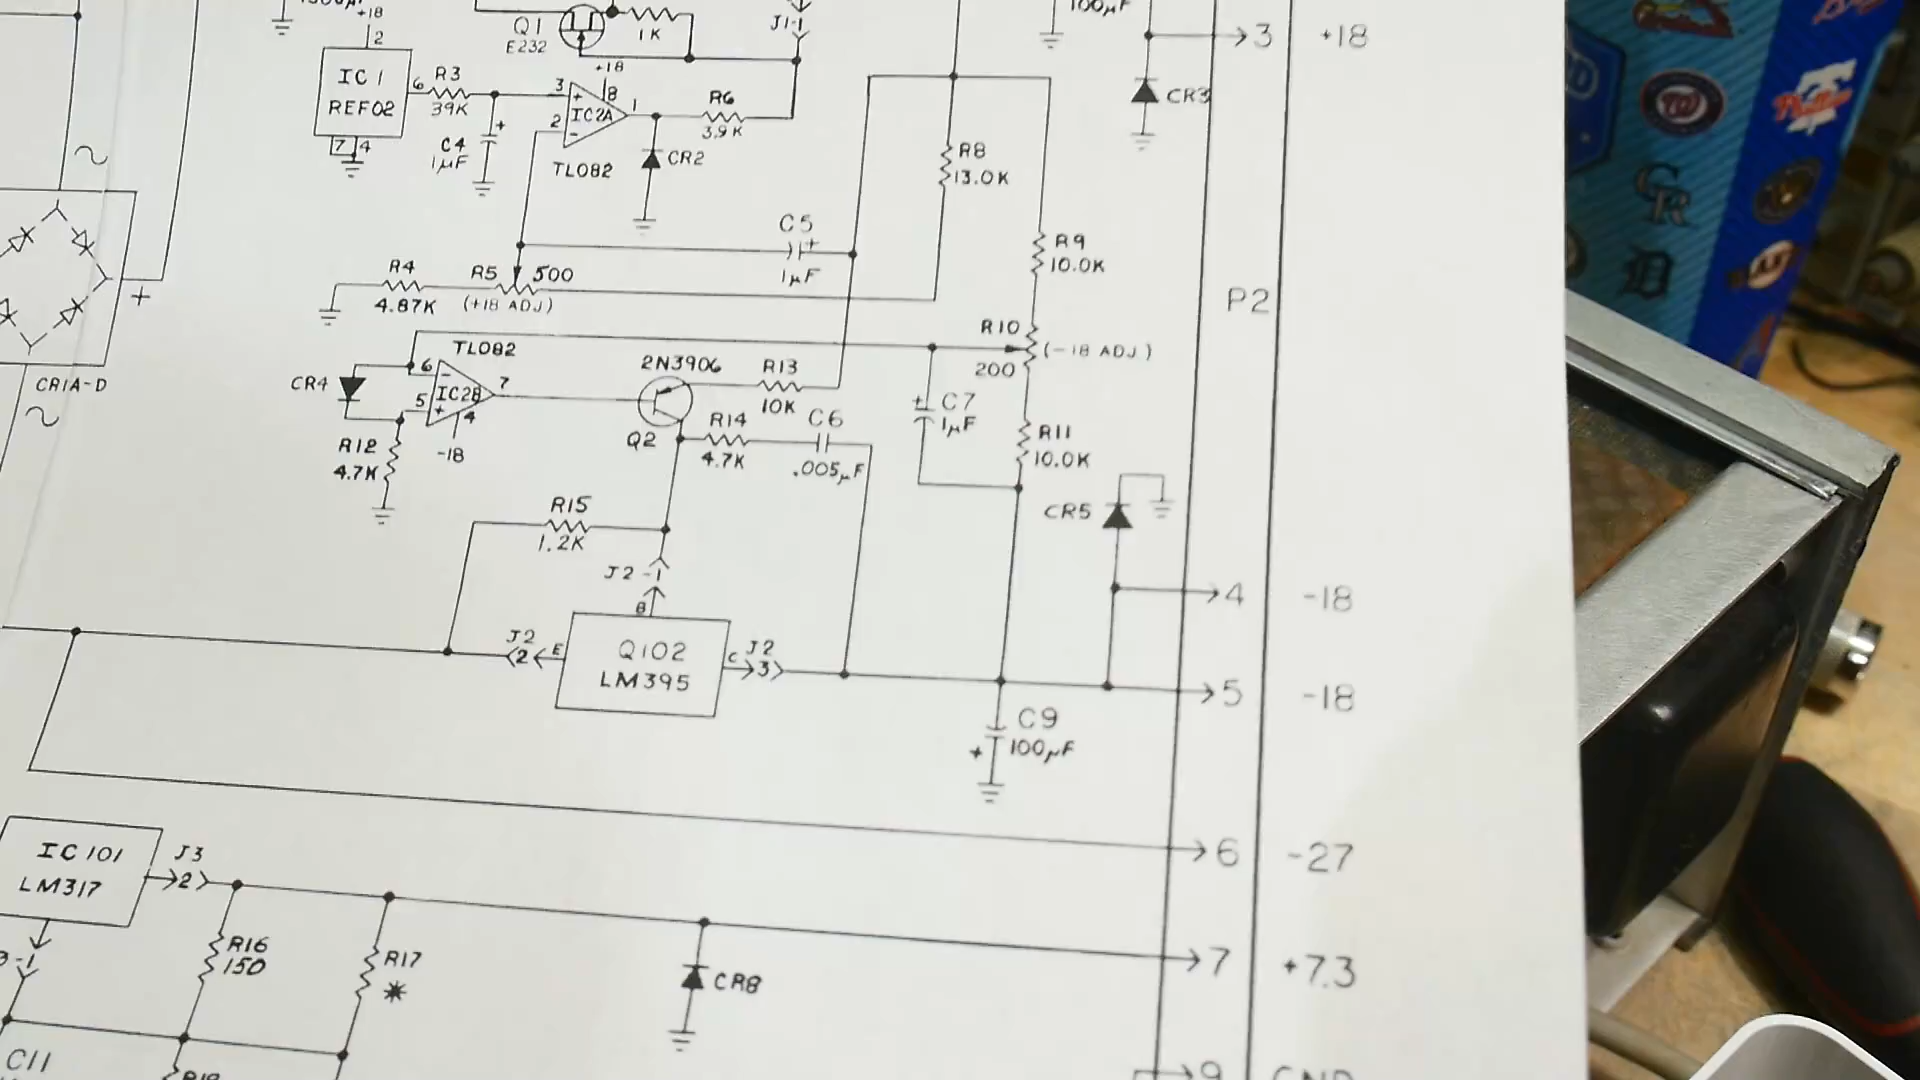 +18
2
IC 1
REF02
7 4
6
R3
39K
C4
1µF
+
Q1
E232
1K
+18
8
3
+
IC2A
2
-
1
TL082
CR2
R6
3.9K
J1-1
100µF
3
+18
CR3
R8
13.0K
C5
+
1µF
R9
10.0K
R4
4.87K
R5
500
(+18 ADJ)
P2
R10
200
(-18 ADJ)
+
CR1A-D
TL082
CR4
6
-
IC2B
7
5
+
4
-18
R12
4.7K
2N3906
Q2
R13
10K
R14
4.7K
C6
.005µF
+
C7
1µF
R11
10.0K
CR5
R15
1.2K
J2-1
B
4
-18
J2
2
E
Q102
LM395
C
J2
3
5
-18
C9
+
100µF
6
-27
IC 101
LM317
J3
2
R16
150
R17
*
CR8
7
+7.3
-1
C11
9